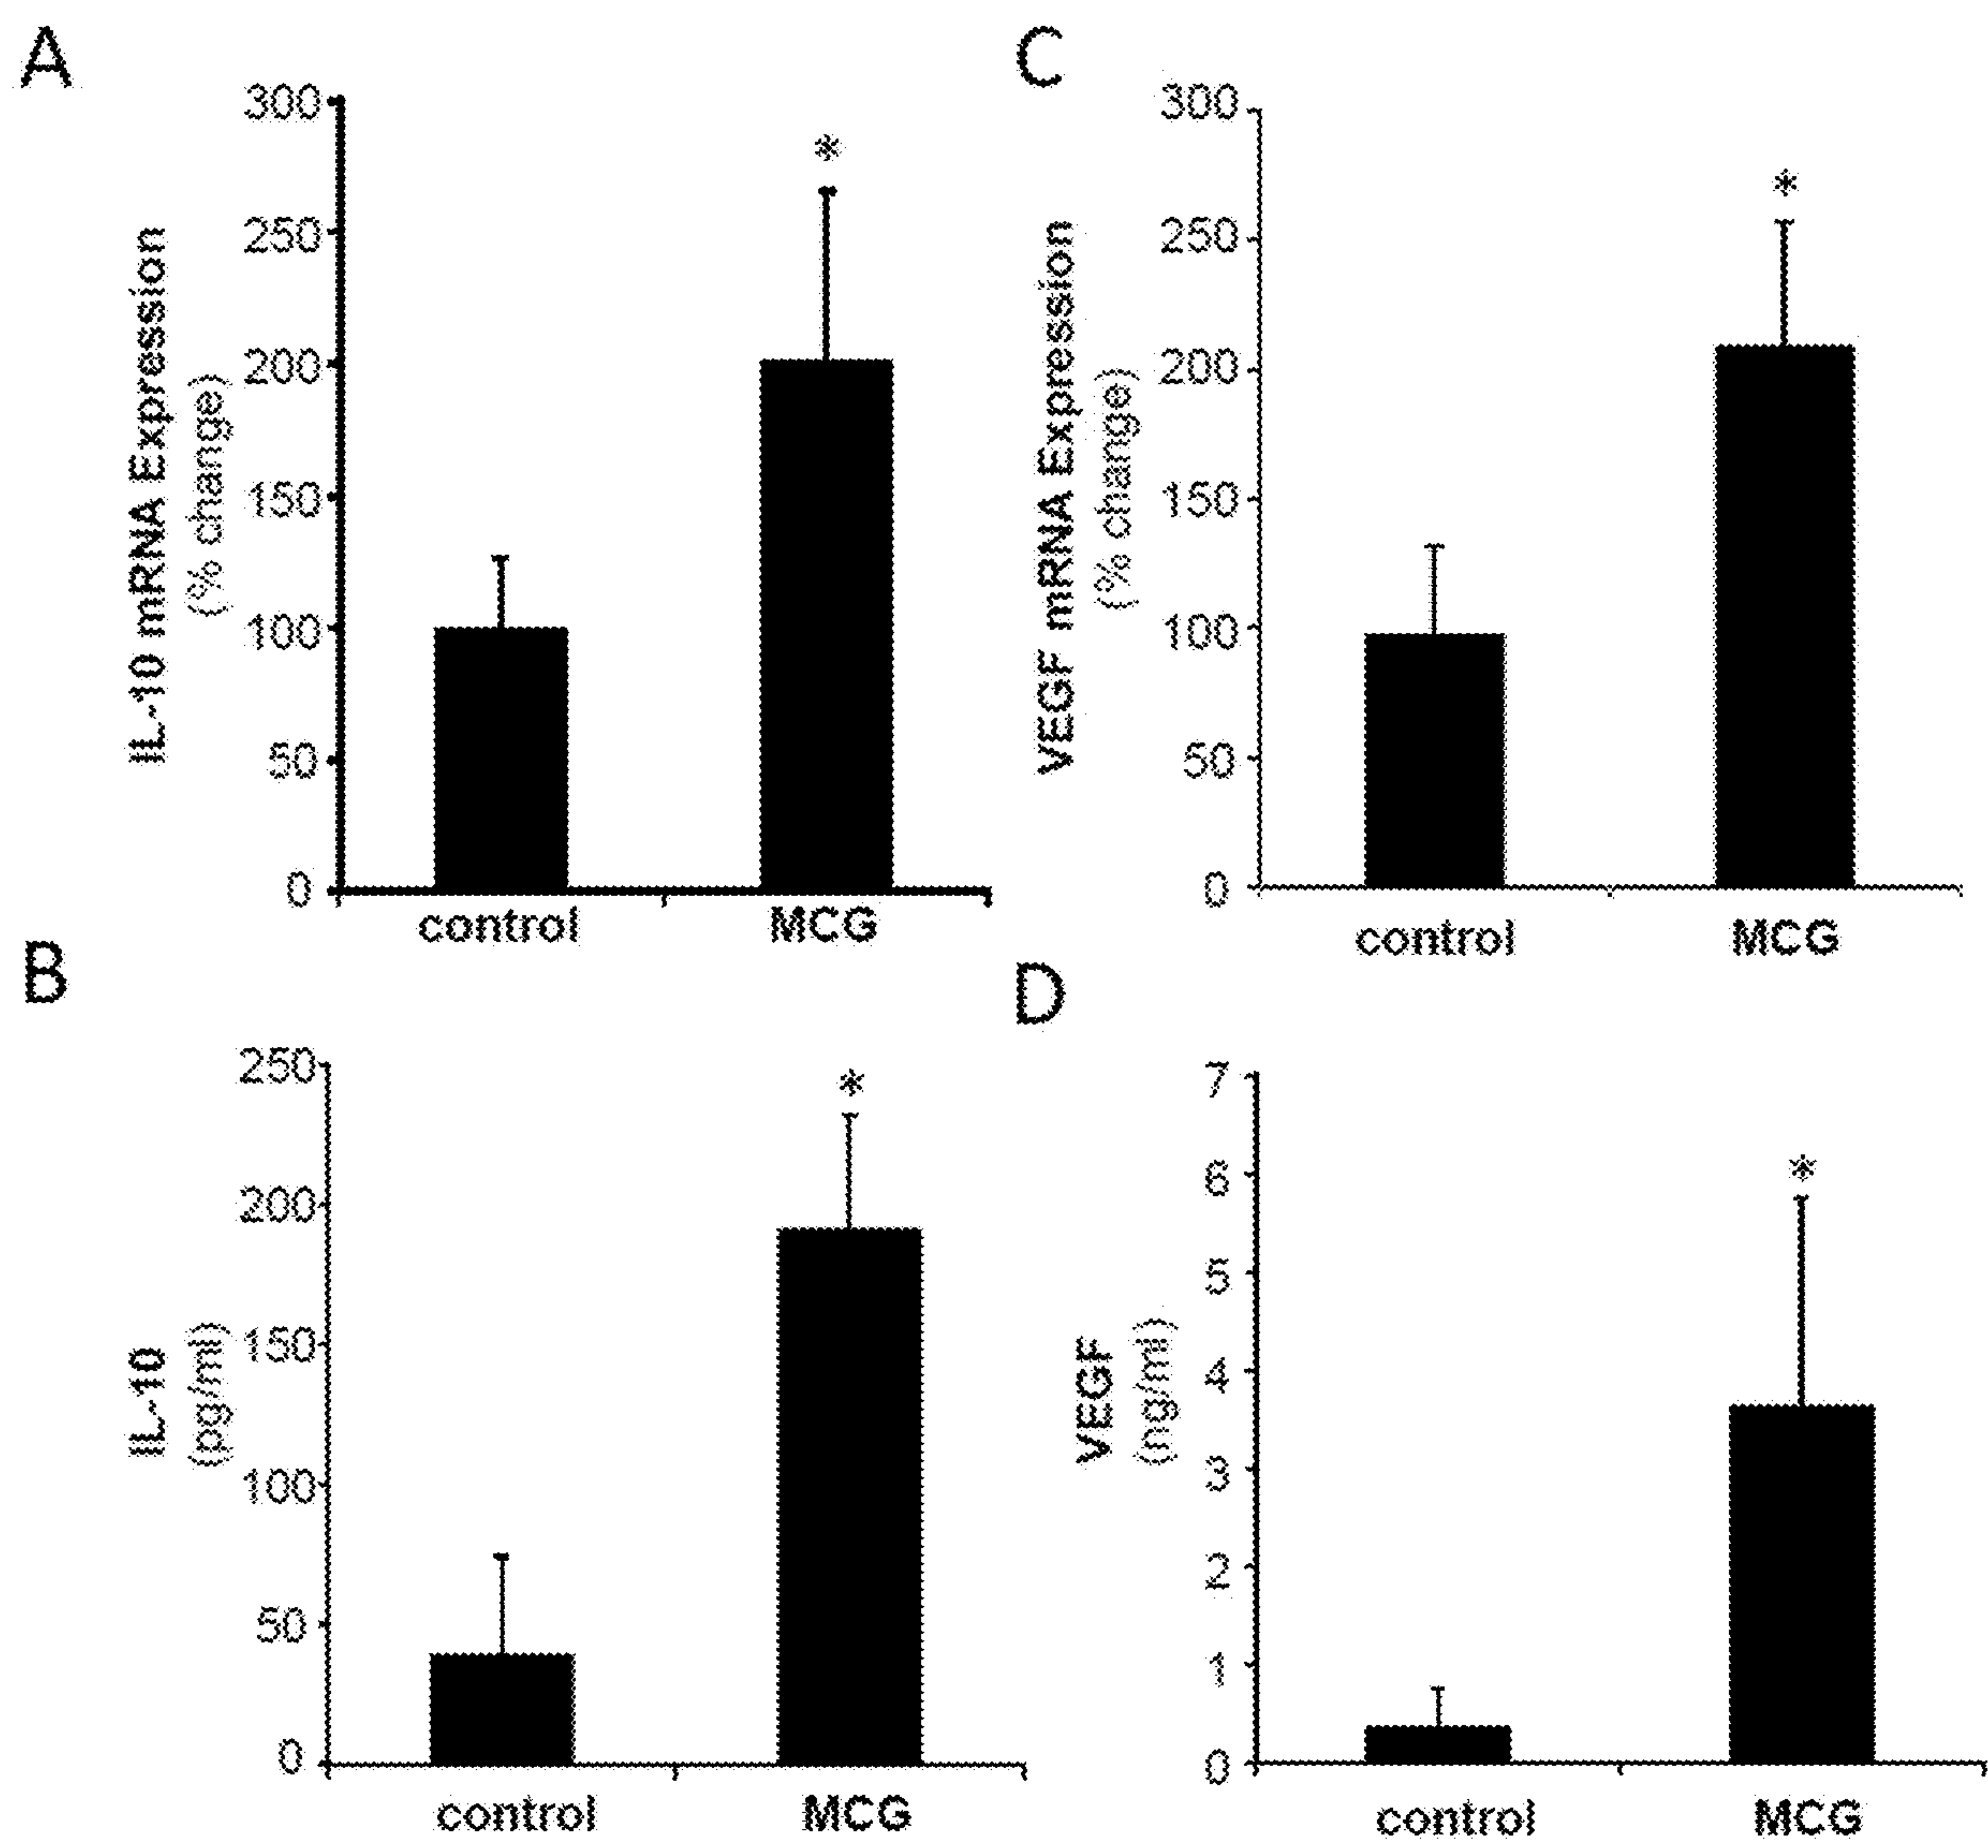 A
300
250
200
150
100
50
0
IL-10 mRNA Expression
(% change)
*
control MCG
C
300
250
200
150
100
50
0
VEGF mRNA Expression
(% change)
*
control MCG
B
250
200
150
100
50
0
IL-10
(pg/ml)
*
control MCG
D
7
6
5
4
3
2
1
0
VEGF
(ng/ml)
*
control MCG